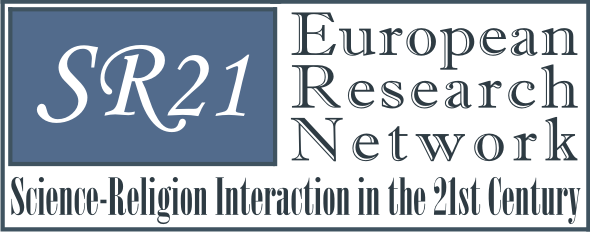 SR21
European
Research
Network
Science-Religion Interaction in the 21st Century